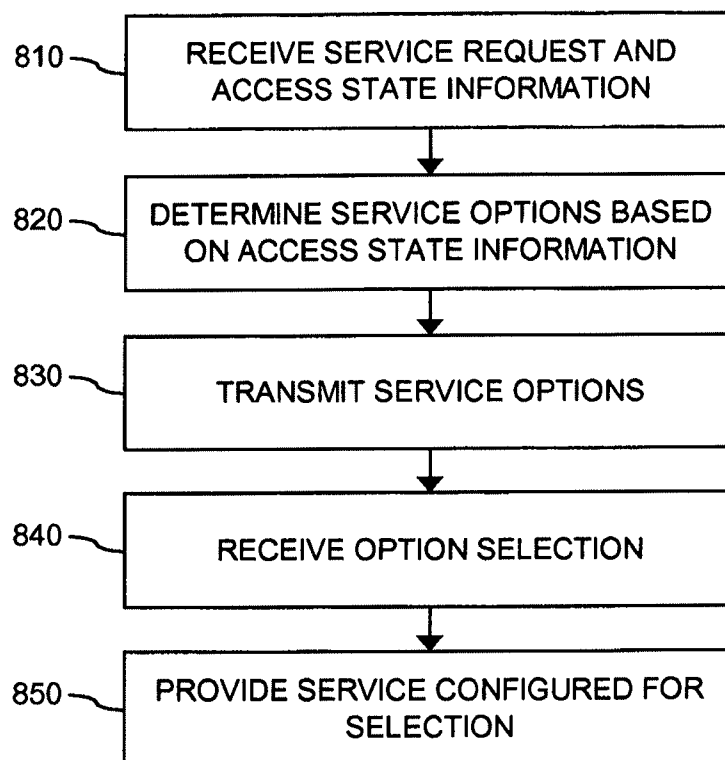 810
RECEIVE SERVICE REQUEST AND
ACCESS STATE INFORMATION
820
DETERMINE SERVICE OPTIONS BASED
ON ACCESS STATE INFORMATION
830
TRANSMIT SERVICE OPTIONS
840
RECEIVE OPTION SELECTION
850
PROVIDE SERVICE CONFIGURED FOR
SELECTION